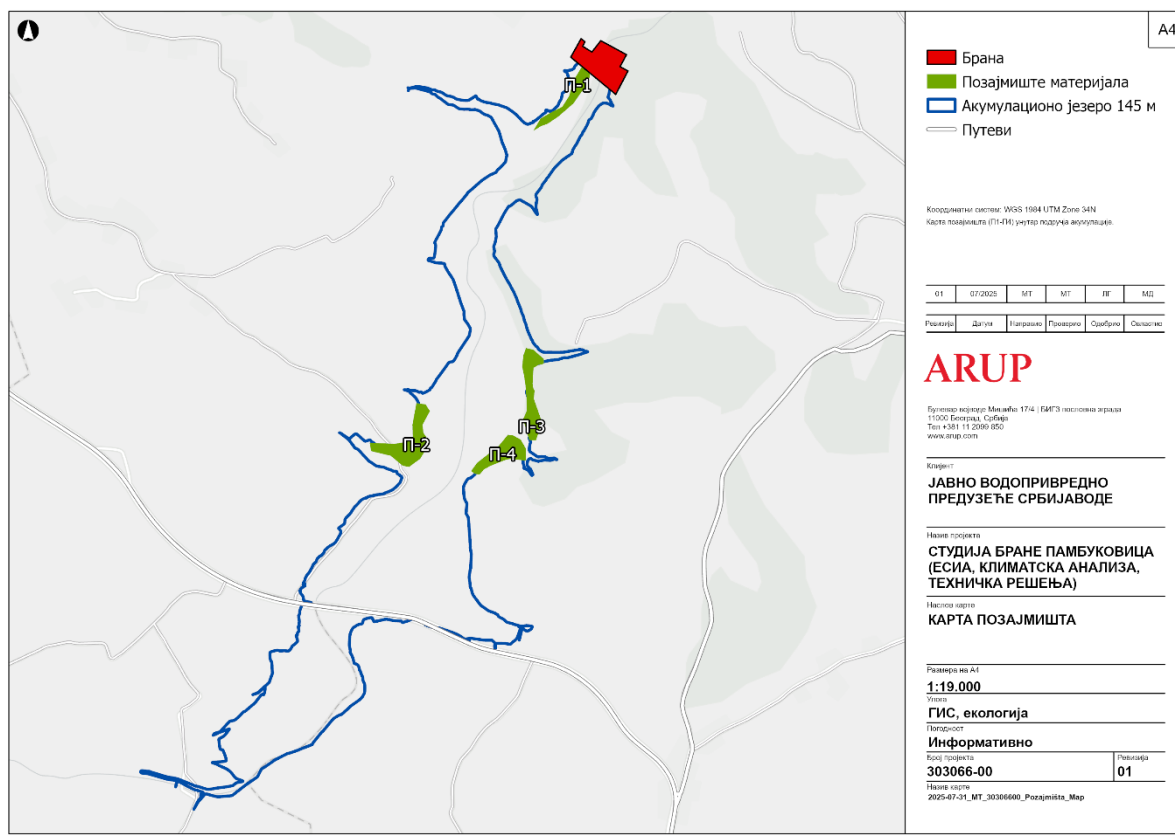 A4
Брана
Позајмиште материјала
Акумулационо језеро 145 м
Путеви
П-1
П-2
П-3
П-4
Координатни систем: WGS 1984 UTM Zone 34N
Карта позајмишта (П1-П4) унутар подручја акумулације.
01 07/2025 МТ МТ ЛГ МД
Ревизија Датум Направио Проверио Одобрио Сагласно
ARUP
Булевар војводе Мишића 17/4 | БИГЗ пословна зграда
11000 Београд, Србија
Тел +381 11 2099 850
www.arup.com
Клијент
ЈАВНО ВОДОПРИВРЕДНО
ПРЕДУЗЕЋЕ СРБИЈАВОДЕ
Назив пројекта
СТУДИЈА БРАНЕ ПАМБУКОВИЦА
(ЕСИА, КЛИМАТСКА АНАЛИЗА,
ТЕХНИЧКА РЕШЕЊА)
Наслов карте
КАРТА ПОЗАЈМИШТА
Размера на А4
1:19.000
Улога
ГИС, екологија
Погодност
Информативно
Број пројекта Ревизија
303066-00 01
Назив карте
2025-07-31_MT_30306600_Pozajmišta_Map